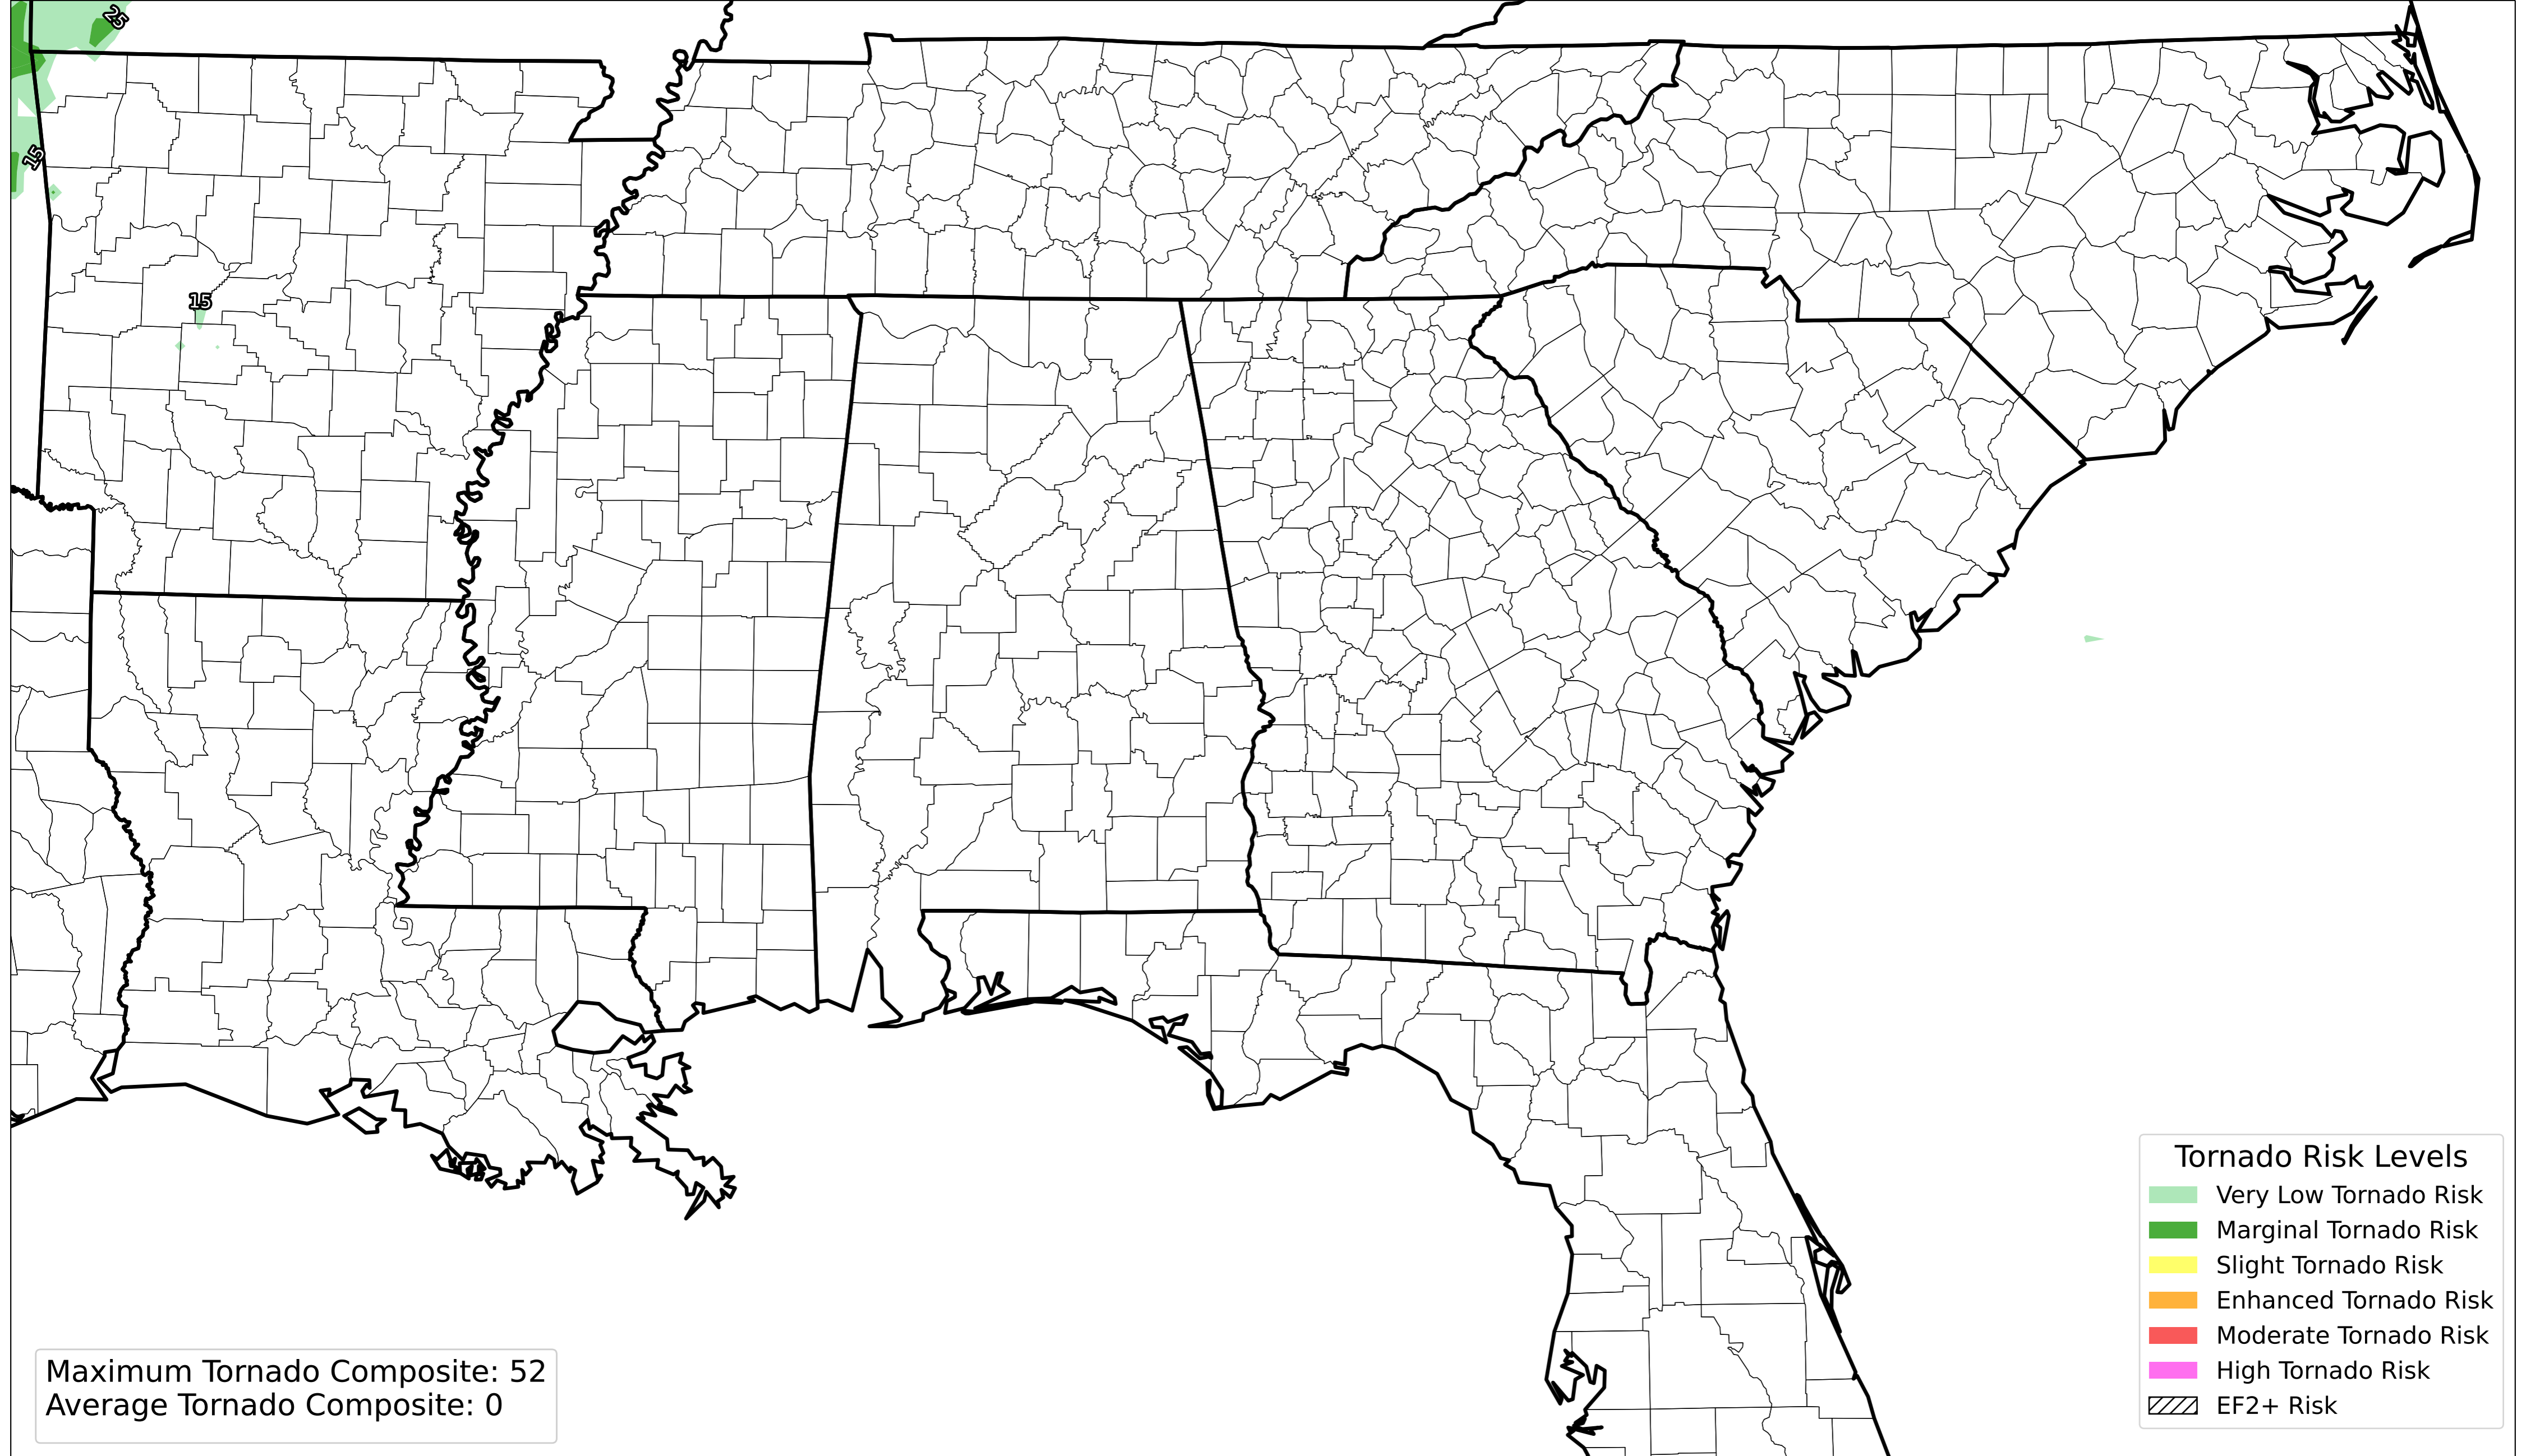 25
15
15
Tornado Risk Levels
Very Low Tornado Risk
Marginal Tornado Risk
Slight Tornado Risk
Enhanced Tornado Risk
Moderate Tornado Risk
High Tornado Risk
EF2+ Risk
Maximum Tornado Composite: 52
Average Tornado Composite: 0